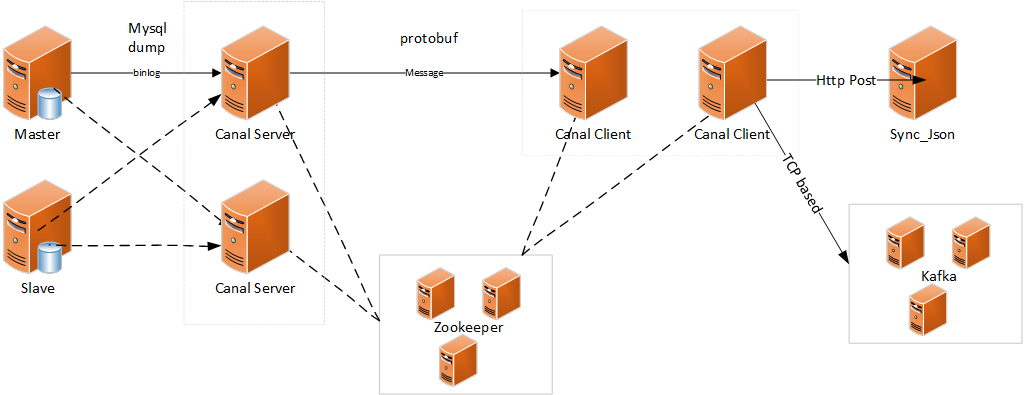 Mysql
dump
binlog
protobuf
Message
Http Post
Master
Canal Server
Canal Client
Canal Client
Sync_Json
TCP based
Slave
Canal Server
Kafka
Zookeeper